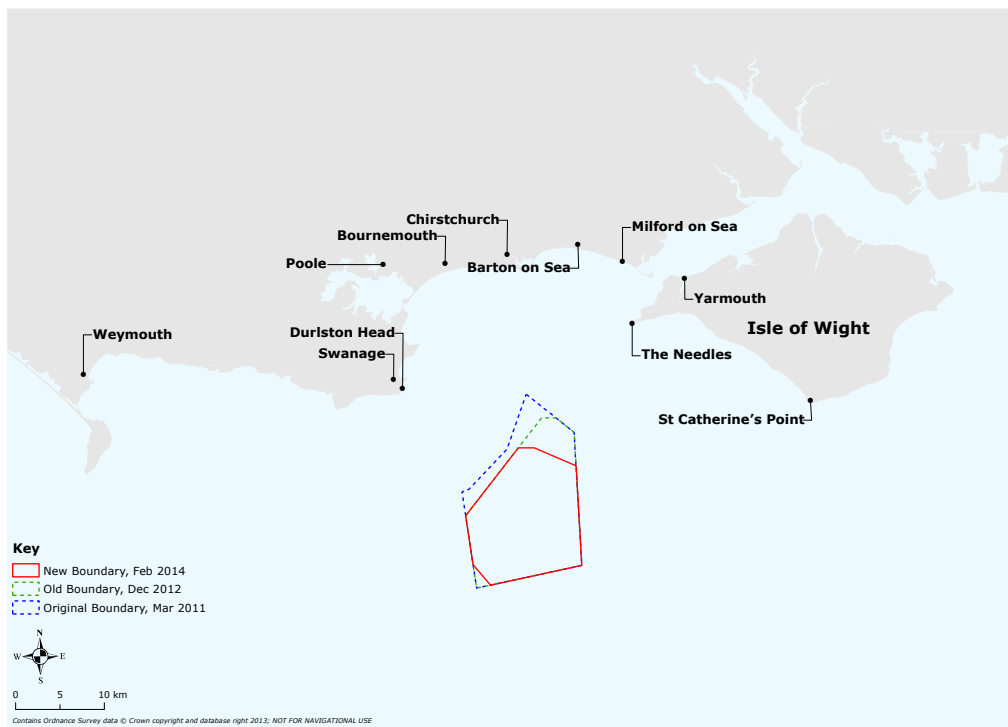 Chirstchurch
Bournemouth
Milford on Sea
Poole
Barton on Sea
Yarmouth
Weymouth
Durlston Head
Isle of Wight
Swanage
The Needles
St Catherine's Point
Key
New Boundary, Feb 2014
Old Boundary, Dec 2012
Original Boundary, Mar 2011
N
W E
S
0 5 10 km
Contains Ordnance Survey data © Crown copyright and database right 2013; NOT FOR NAVIGATIONAL USE